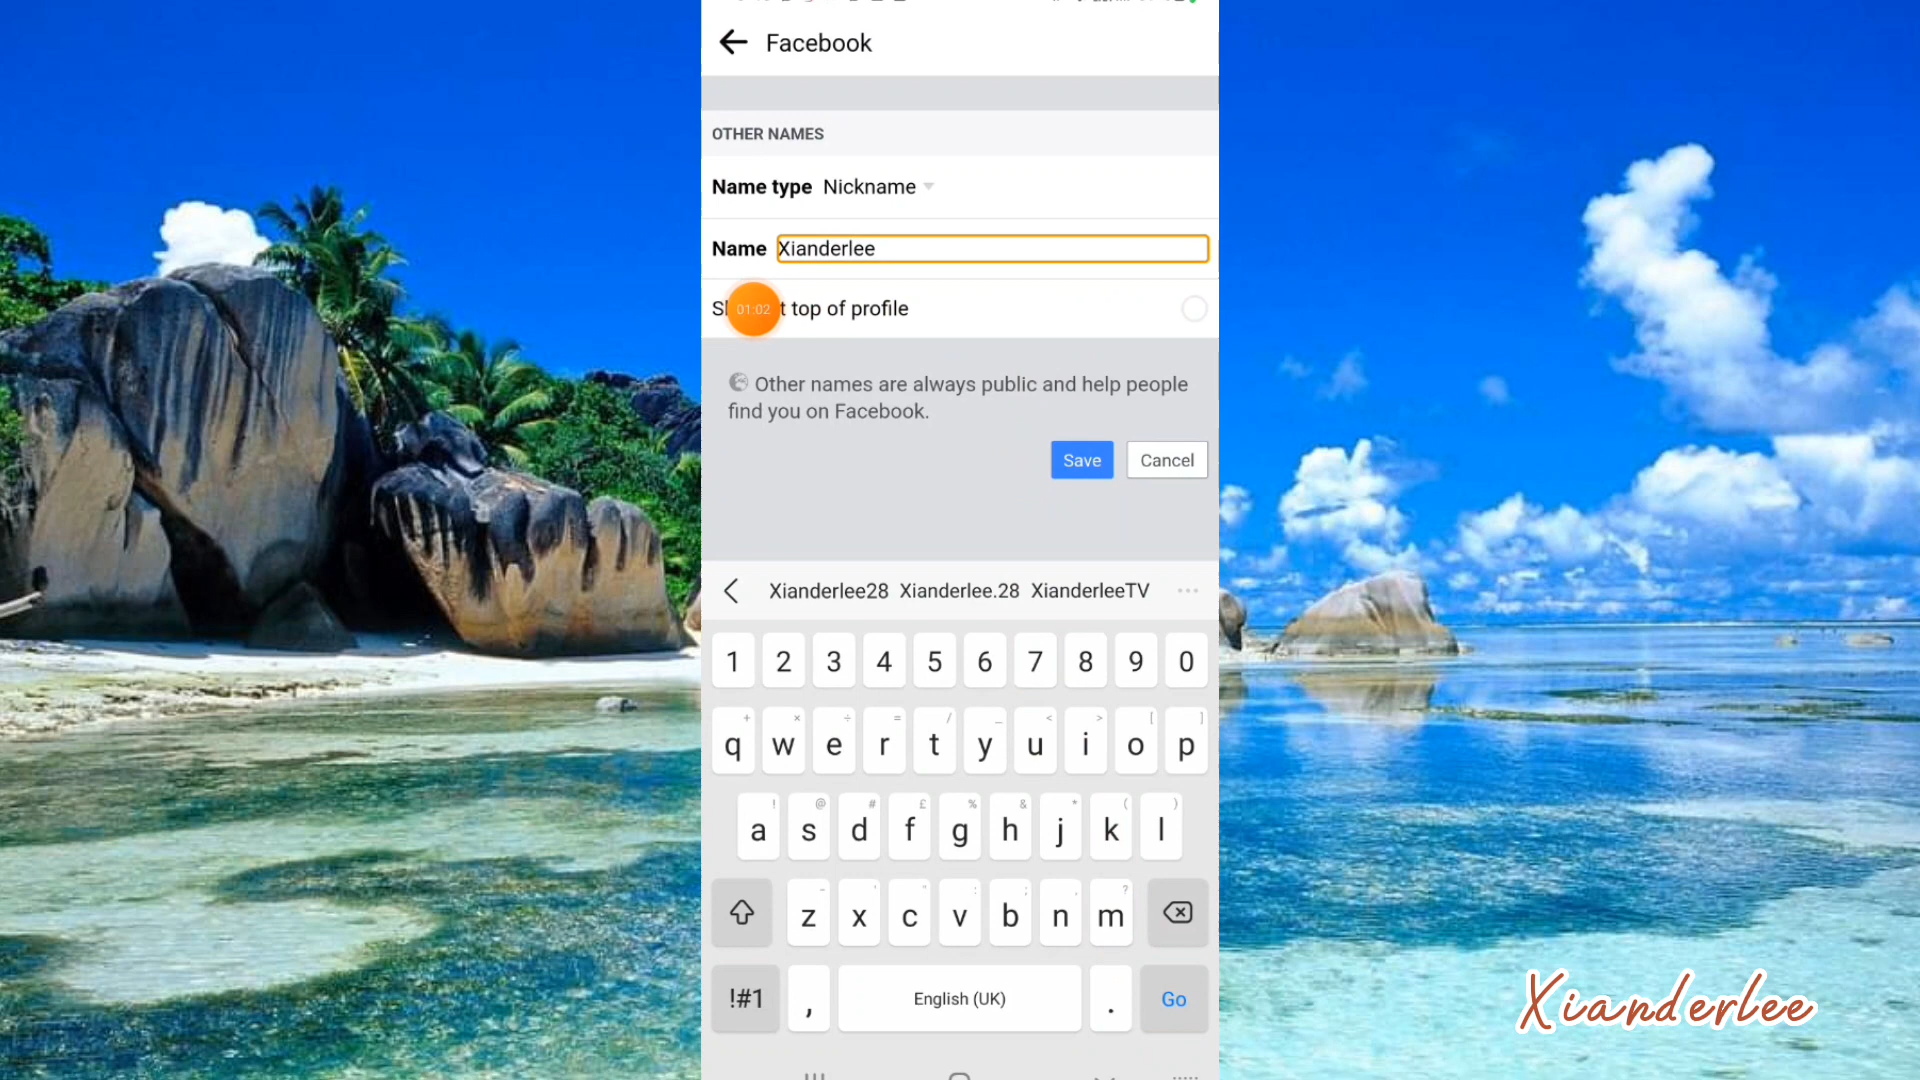 Facebook
OTHER NAMES
Name type Nickname
Name Xianderlee
01:02 t top of profile
Other names are always public and help people
find you on Facebook.
Save Cancel
Xianderlee28 Xianderlee.28 XianderleeTV
1 2 3 4 5 6 7 8 9 0
+ × ÷ = / _ < > [ ]
q w e r t y u i o p
! @ # £ % & * ( )
a s d f g h j k l
- ' " : ; , ?
z x c v b n m
!#1 , English (UK) . Go
Xianderlee